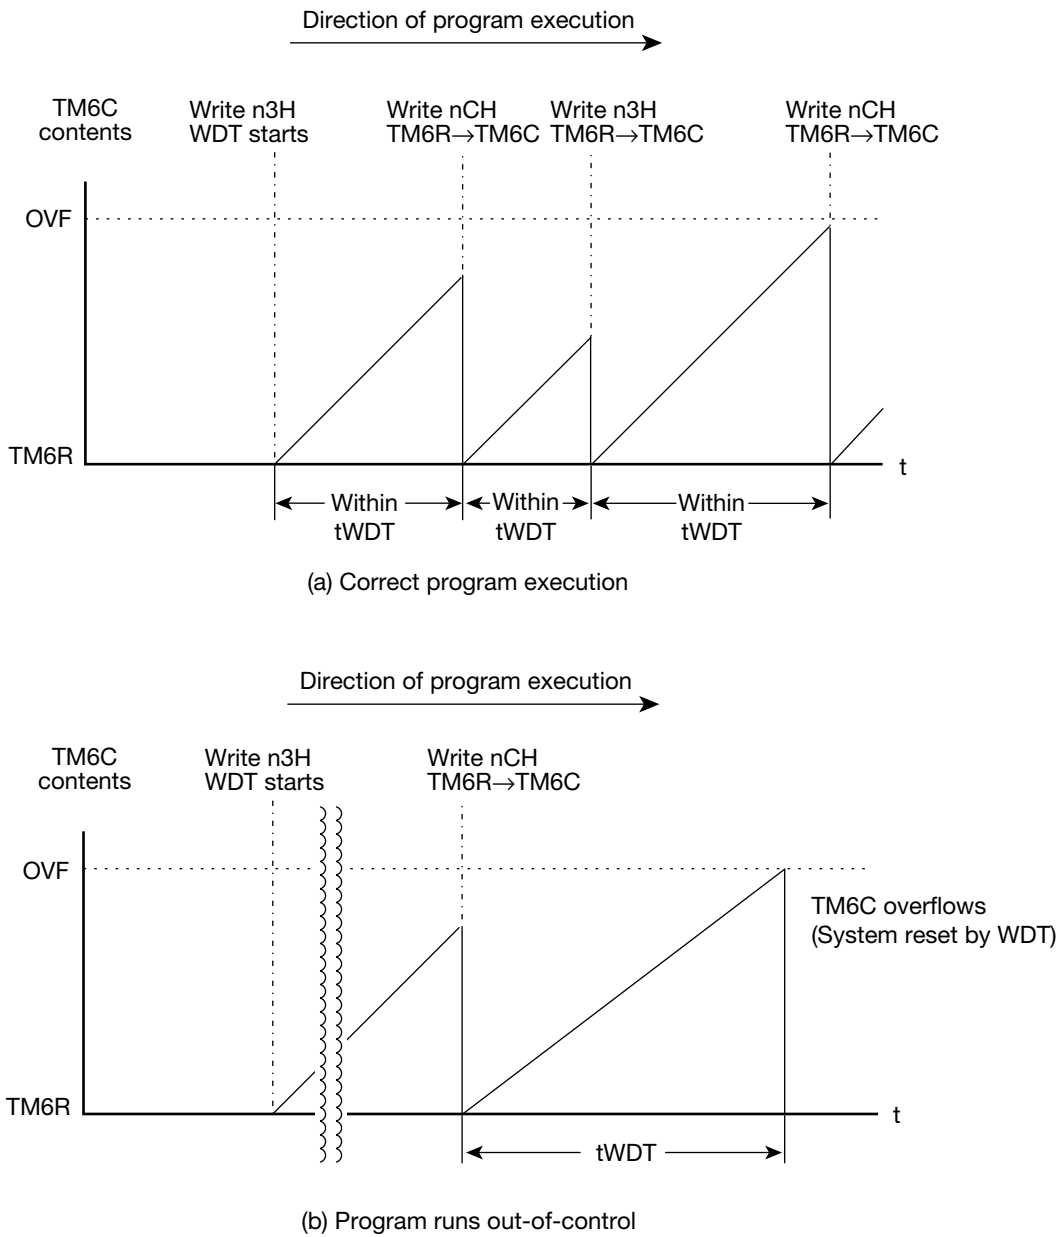 Direction of program execution
TM6C
contents
Write n3H
WDT starts
Write nCH
TM6R→TM6C
Write n3H
TM6R→TM6C
Write nCH
TM6R→TM6C
OVF
TM6R
t
Within
tWDT
Within
tWDT
Within
tWDT
(a) Correct program execution
Direction of program execution
TM6C
contents
Write n3H
WDT starts
Write nCH
TM6R→TM6C
OVF
TM6C overflows
(System reset by WDT)
TM6R
t
tWDT
(b) Program runs out-of-control